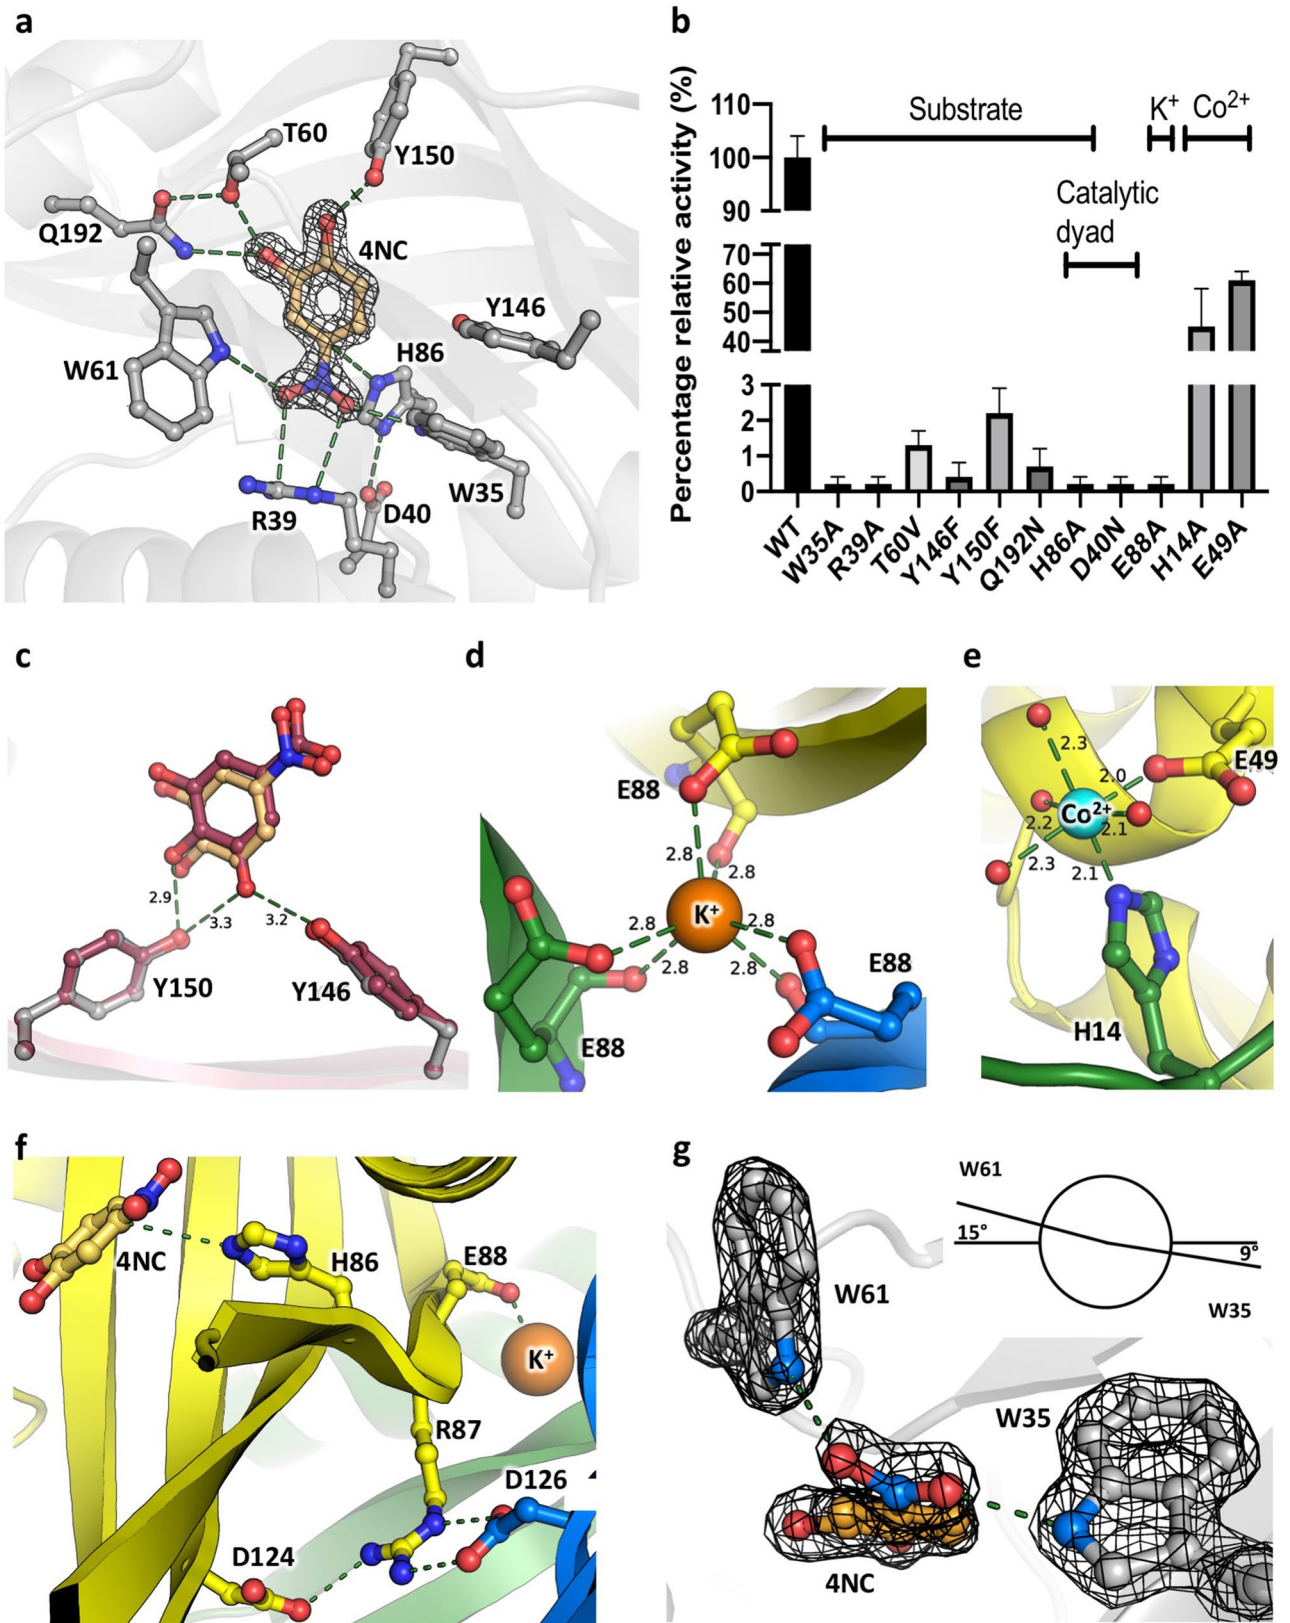 a
T60
Y150
Q192
4NC
Y146
W61
H86
W35
R39
D40
b
Percentage relative activity (%)
110
100
90
70
60
50
40
3
2
1
0
Substrate
K⁺
Co²⁺
Catalytic
dyad
WT
W35A
R39A
T60V
Y146F
Y150F
Q192N
H86A
D40N
E88A
H14A
E49A
c
2.9
3.3
3.2
Y150
Y146
d
E88
2.8
2.8
K⁺
2.8
2.8
2.8
2.8
E88
E88
e
2.3
2.0
E49
Co²⁺
2.2
2.1
2.3
2.1
H14
f
4NC
H86
E88
K⁺
R87
D126
D124
g
W61
W61
15°
9°
W35
W35
4NC